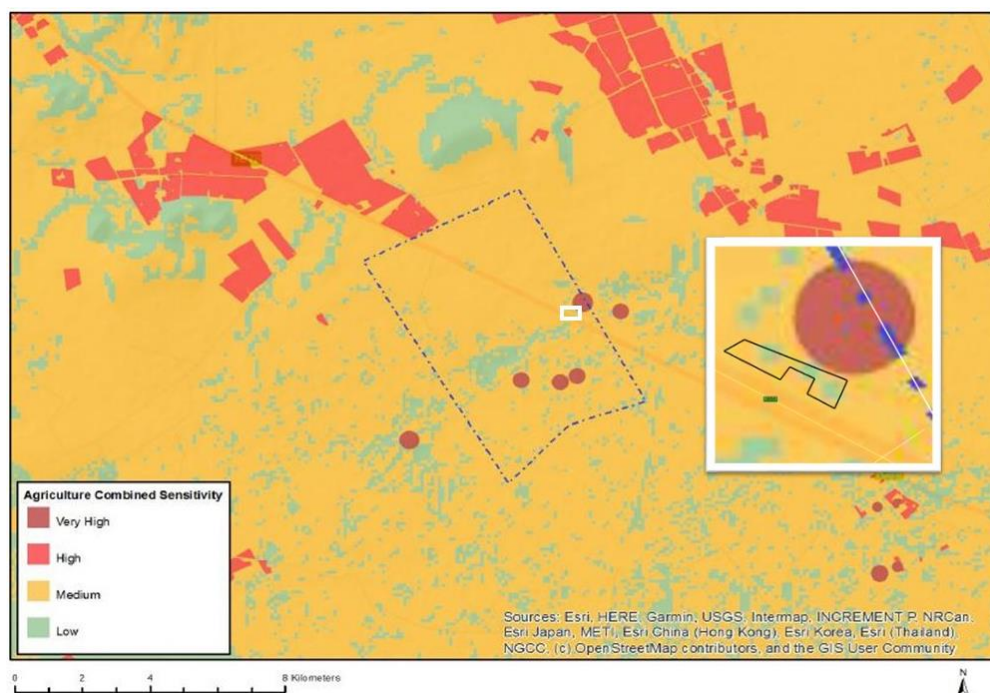 Agriculture Combined Sensitivity
Very High
High
Medium
Low
Sources: Esri, HERE, Garmin, USGS, Intermap, INCREMENT P, NRCan,
Esri Japan, METI, Esri China (Hong Kong), Esri Korea, Esri (Thailand),
NGCC, (c) OpenStreetMap contributors, and the GIS User Community
0 2 4 8 Kilometers
N